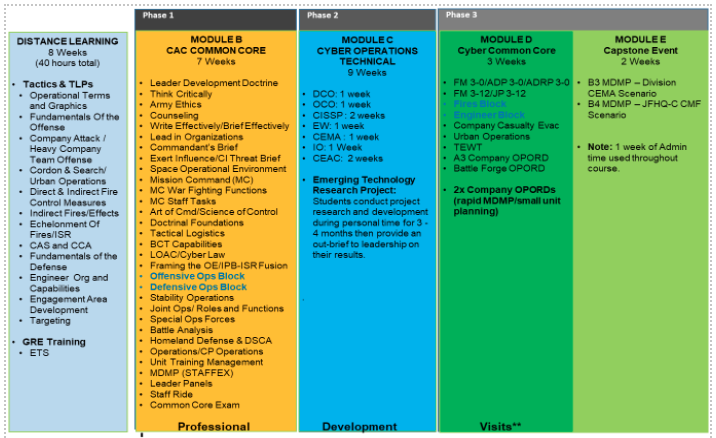 Phase 1
Phase 2
Phase 3
DISTANCE LEARNING
8 Weeks
(40 hours total)
• Tactics & TLPs
• Operational Terms
and Graphics
• Fundamentals Of the
Offense
• Company Attack /
Heavy Company
Team Offense
• Cordon & Search/
Urban Operations
• Direct & Indirect Fire
Control Measures
• Indirect Fires/Effects
• Echelonment Of
Fires/ISR
• CAS and CCA
• Fundamentals of the
Defense
• Engineer Org and
Capabilities
• Engagement Area
Development
• Targeting
• GRE Training
• ETS
MODULE B
CAC COMMON CORE
7 Weeks
• Leader Development Doctrine
• Think Critically
• Army Ethics
• Counseling
• Write Effectively/Brief Effectively
• Lead in Organizations
• Commandant's Brief
• Exert Influence/CI Threat Brief
• Space Operational Environment
• Mission Command (MC)
• MC War Fighting Functions
• MC Staff Tasks
• Art of Cmd/Science of Control
• Doctrinal Foundations
• Tactical Logistics
• BCT Capabilities
• LOAC/Cyber Law
• Framing the OE/IPB-ISR Fusion
• Offensive Ops Block
• Defensive Ops Block
• Stability Operations
• Joint Ops/ Roles and Functions
• Special Ops Forces
• Battle Analysis
• Homeland Defense & DSCA
• Operations/CP Operations
• Unit Training Management
• MDMP (STAFFEX)
• Leader Panels
• Staff Ride
• Common Core Exam
Professional
MODULE C
CYBER OPERATIONS
TECHNICAL
9 Weeks
• DCO: 1 week
• OCO: 1 week
• CISSP : 2 weeks
• EW: 1 week
• CEMA : 1 week
• IO: 1 Week
• CEAC: 2 weeks
• Emerging Technology
Research Project:
Students conduct project
research and development
during personal time for 3 -
4 months then provide an
out-brief to leadership on
their results.
Development
MODULE D
Cyber Common Core
3 Weeks
• FM 3-0/ADP 3-0/ADRP 3-0
• FM 3-12/JP 3-12
• Fires Block
• Engineer Block
• Company Casualty Evac
• Urban Operations
• TEWT
• A3 Company OPORD
• Battle Forge OPORD
• 2x Company OPORDs
(rapid MDMP/small unit
planning)
Visits**
MODULE E
Capstone Event
2 Weeks
• B3 MDMP – Division
CEMA Scenario
• B4 MDMP – JFHQ-C CMF
Scenario
• Note: 1 week of Admin
time used throughout
course.